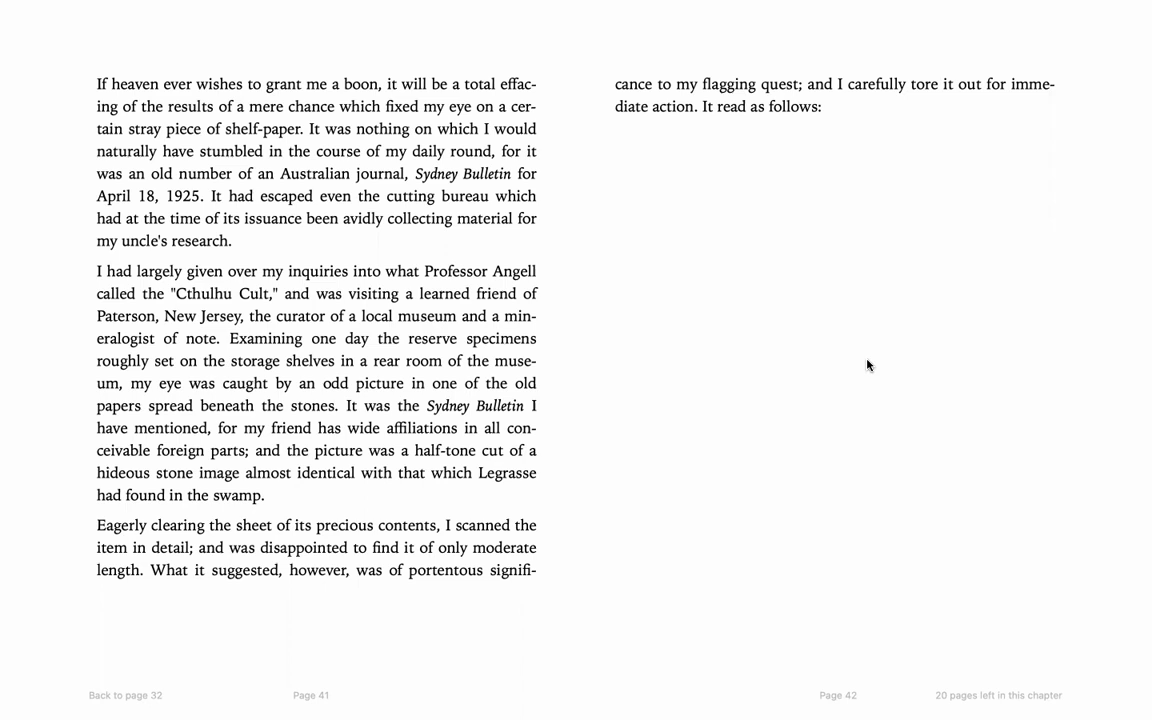 If heaven ever wishes to grant me a boon, it will be a total effac-
ing of the results of a mere chance which fixed my eye on a cer-
tain stray piece of shelf-paper. It was nothing on which I would
naturally have stumbled in the course of my daily round, for it
was an old number of an Australian journal, Sydney Bulletin for
April 18, 1925. It had escaped even the cutting bureau which
had at the time of its issuance been avidly collecting material for
my uncle's research.
I had largely given over my inquiries into what Professor Angell
called the "Cthulhu Cult," and was visiting a learned friend of
Paterson, New Jersey, the curator of a local museum and a min-
eralogist of note. Examining one day the reserve specimens
roughly set on the storage shelves in a rear room of the muse-
um, my eye was caught by an odd picture in one of the old
papers spread beneath the stones. It was the Sydney Bulletin I
have mentioned, for my friend has wide affiliations in all con-
ceivable foreign parts; and the picture was a half-tone cut of a
hideous stone image almost identical with that which Legrasse
had found in the swamp.
Eagerly clearing the sheet of its precious contents, I scanned the
item in detail; and was disappointed to find it of only moderate
length. What it suggested, however, was of portentous signifi-
cance to my flagging quest; and I carefully tore it out for imme-
diate action. It read as follows:
Back to page 32
Page 41
Page 42
20 pages left in this chapter